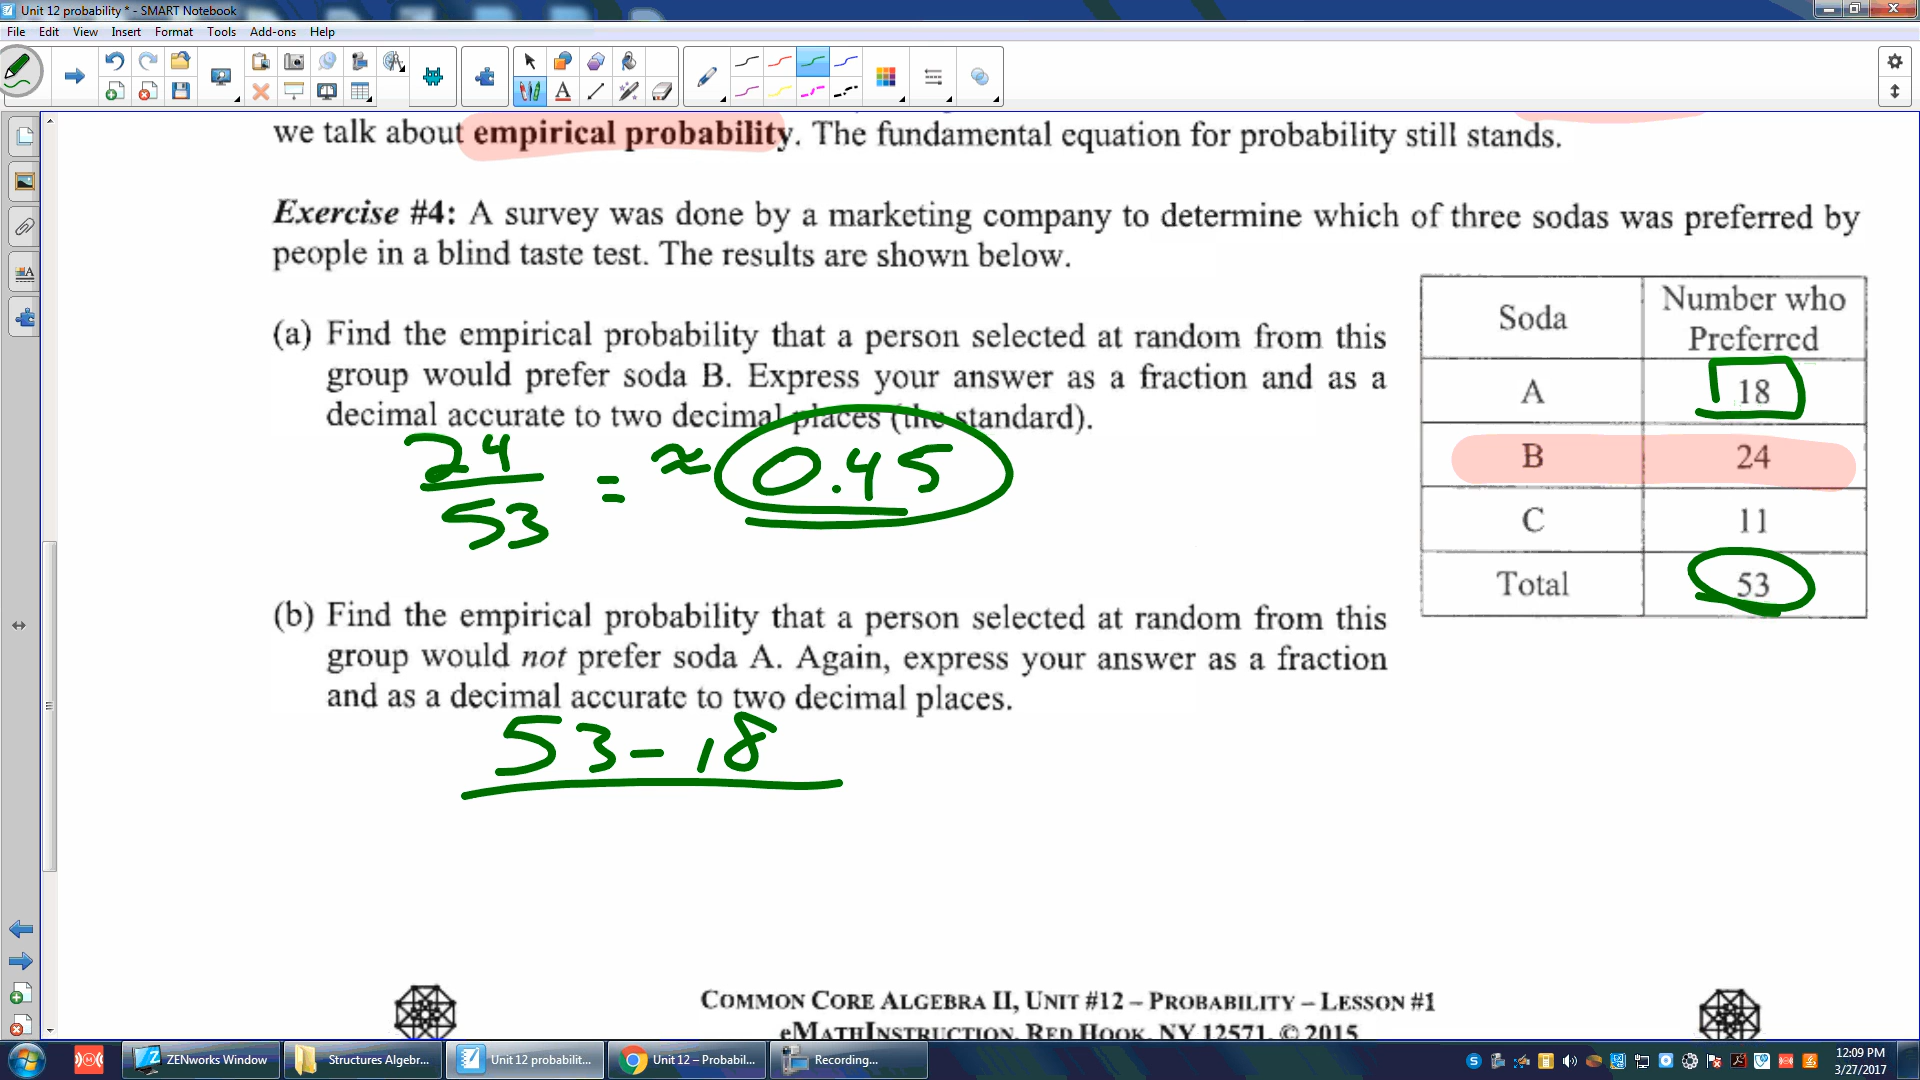 Unit 12 probability * - SMART Notebook
File Edit View Insert Format Tools Add-ons Help
we talk about empirical probability. The fundamental equation for probability still stands.
Exercise #4: A survey was done by a marketing company to determine which of three sodas was preferred by
people in a blind taste test. The results are shown below.
(a) Find the empirical probability that a person selected at random from this
group would prefer soda B. Express your answer as a fraction and as a
decimal accurate to two decimal places (the standard).
24
53
= ≈ 0.45
Soda Number who
Preferred
A 18
B 24
C 11
Total 53
(b) Find the empirical probability that a person selected at random from this
group would not prefer soda A. Again, express your answer as a fraction
and as a decimal accurate to two decimal places.
53 - 18
COMMON CORE ALGEBRA II, UNIT #12 – PROBABILITY – LESSON #1
eMATHINSTRUCTION, RED HOOK, NY 12571, © 2015
ZENworks Window Structures Algebr... Unit 12 probabilit... Unit 12 – Probabil... Recording...
12:09 PM
3/27/2017